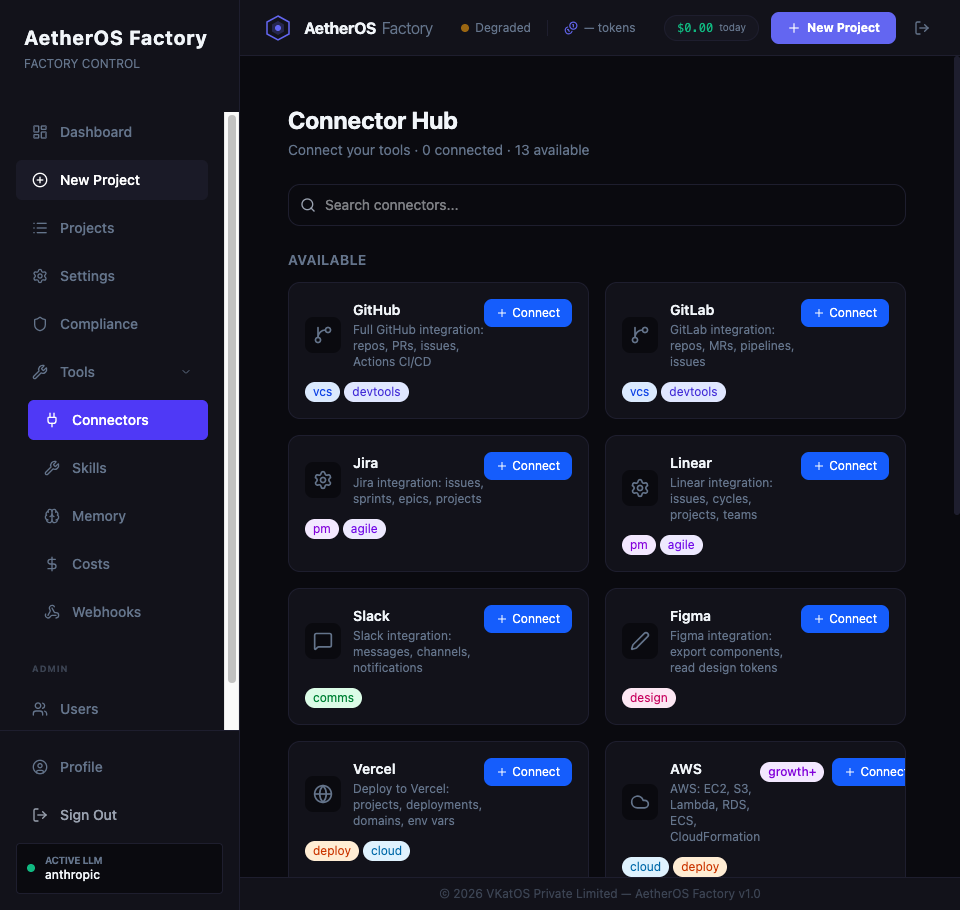 AetherOS Factory
FACTORY CONTROL
Dashboard
New Project
Projects
Settings
Compliance
Tools
Connectors
Skills
Memory
Costs
Webhooks
ADMIN
Users
Profile
Sign Out
ACTIVE LLM
anthropic
AetherOS Factory
Degraded
— tokens
$0.00 today
+ New Project
Connector Hub
Connect your tools · 0 connected · 13 available
Search connectors...
AVAILABLE
GitHub
Full GitHub integration:
repos, PRs, issues,
Actions CI/CD
+ Connect
vcs devtools
GitLab
GitLab integration:
repos, MRs, pipelines,
issues
+ Connect
vcs devtools
Jira
Jira integration: issues,
sprints, epics, projects
+ Connect
pm agile
Linear
Linear integration:
issues, cycles,
projects, teams
+ Connect
pm agile
Slack
Slack integration:
messages, channels,
notifications
+ Connect
comms
Figma
Figma integration:
export components,
read design tokens
+ Connect
design
Vercel
Deploy to Vercel:
projects, deployments,
domains, env vars
+ Connect
deploy cloud
AWS
AWS: EC2, S3,
Lambda, RDS,
ECS,
CloudFormation
growth+
+ Connect
cloud deploy
© 2026 VKatOS Private Limited — AetherOS Factory v1.0